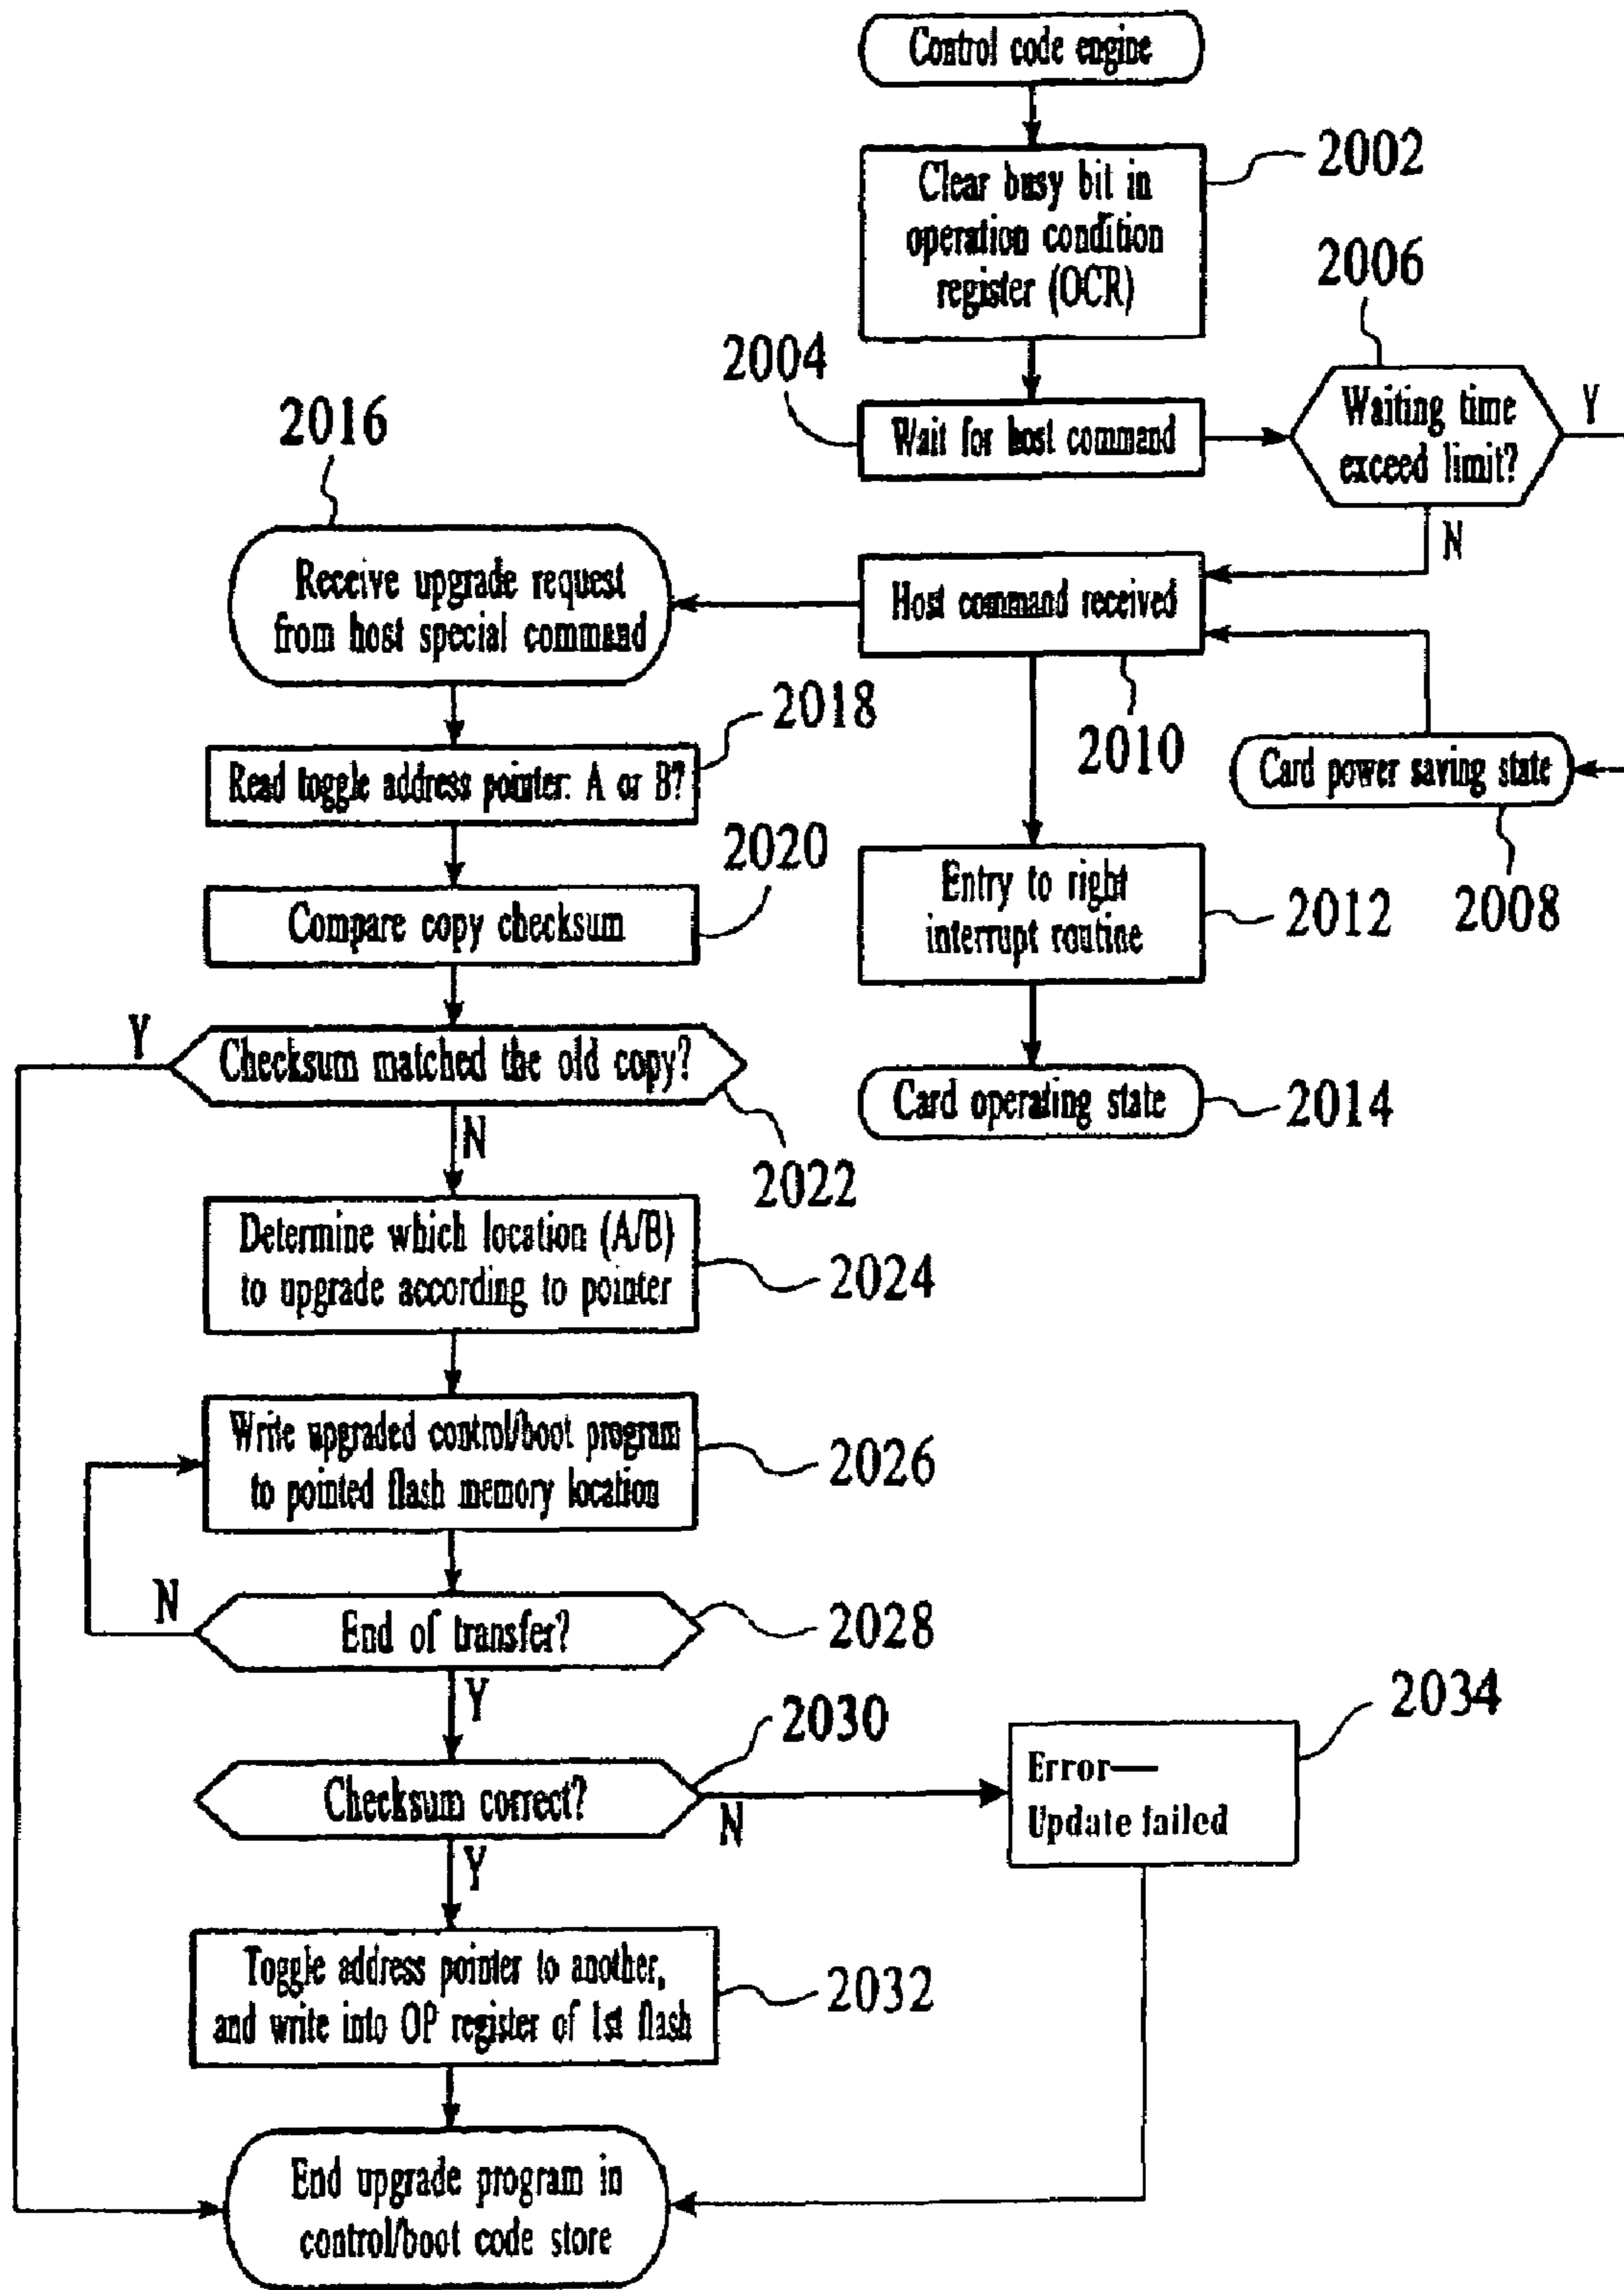 Control code engine
Clear busy bit in
operation condition
register (OCR)
2002
2004
Wait for host command
2006
Waiting time
exceed limit?
Y
N
Host command received
2010
Card power saving state
2008
Entry to right
interrupt routine
2012
Card operating state
2014
2016
Receive upgrade request
from host special command
2018
Read toggle address pointer: A or B?
2020
Compare copy checksum
Y
Checksum matched the old copy?
N
2022
Determine which location (A/B)
to upgrade according to pointer
2024
Write upgraded control/boot program
to pointed flash memory location
2026
N
End of transfer?
2028
Y
2030
Checksum correct?
N
Y
2034
Error—
Update failed
Toggle address pointer to another,
and write into OP register of 1st flash
2032
End upgrade program in
control/boot code store